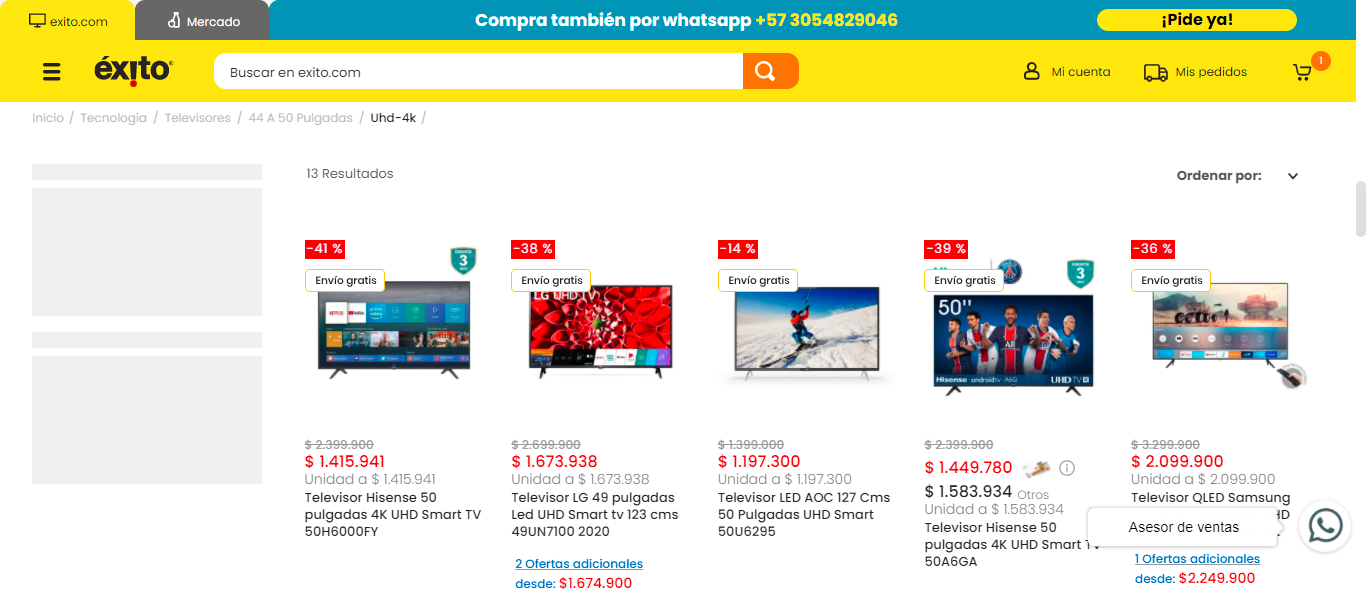 exito.com
Mercado
Compra también por whatsapp +57 3054829046
¡Pide ya!
éxito
Buscar en exito.com
Mi cuenta
Mis pedidos
1
Inicio / Tecnologia / Televisores / 44 A 50 Pulgadas / Uhd-4k /
13 Resultados
Ordenar por:
-41 %
Envío gratis
3
$ 2.399.900
$ 1.415.941
Unidad a $ 1.415.941
Televisor Hisense 50
pulgadas 4K UHD Smart TV
50H6000FY
-38 %
Envío gratis
LG UHD TV
$ 2.699.900
$ 1.673.938
Unidad a $ 1.673.938
Televisor LG 49 pulgadas
Led UHD Smart tv 123 cms
49UN7100 2020
2 Ofertas adicionales
desde: $1.674.900
-14 %
Envío gratis
$ 1.399.000
$ 1.197.300
Unidad a $ 1.197.300
Televisor LED AOC 127 Cms
50 Pulgadas UHD Smart
50U6295
-39 %
Envío gratis
3
50''
Hisense androidtv A6G UHD TV
$ 2.399.900
$ 1.449.780
$ 1.583.934 Otros
Unidad a $ 1.583.934
Televisor Hisense 50
pulgadas 4K UHD Smart TV
50A6GA
-36 %
Envío gratis
$ 3.299.900
$ 2.099.900
Unidad a $ 2.099.900
Televisor QLED Samsung
1 Ofertas adicionales
desde: $2.249.900
Asesor de ventas